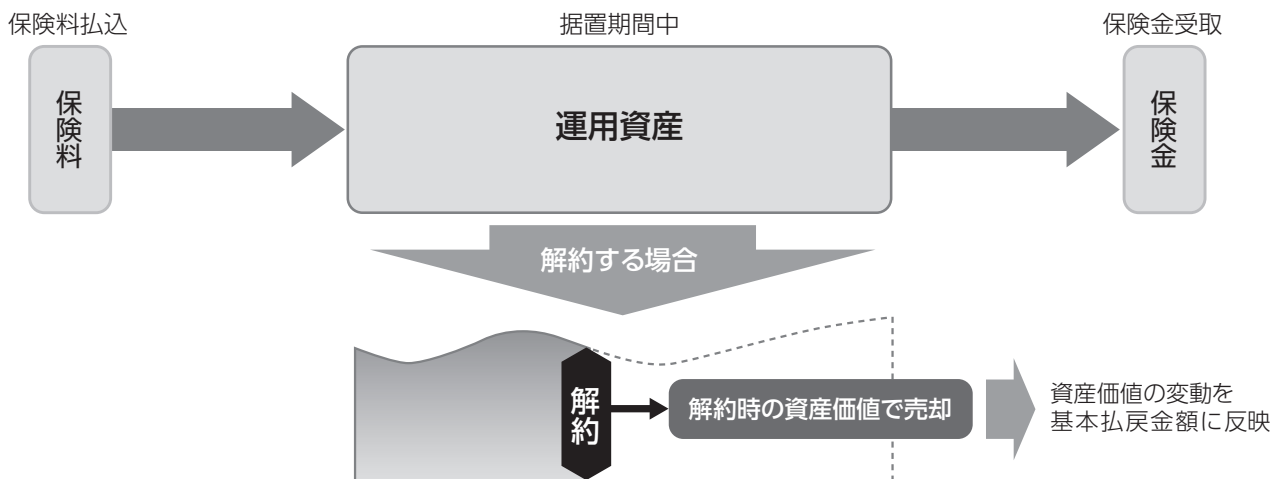 保険料払込
据置期間中
保険金受取
保険料
運用資産
保険金
解約する場合
解約
解約時の資産価値で売却
資産価値の変動を
基本払戻金額に反映